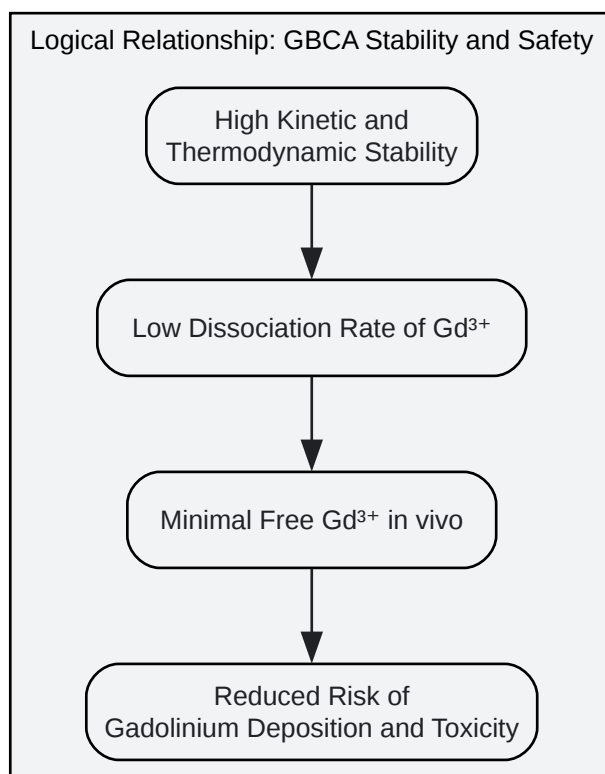 Logical Relationship: GBCA Stability and Safety
High Kinetic and
Thermodynamic Stability
Low Dissociation Rate of Gd³⁺
Minimal Free Gd³⁺ in vivo
Reduced Risk of
Gadolinium Deposition and Toxicity